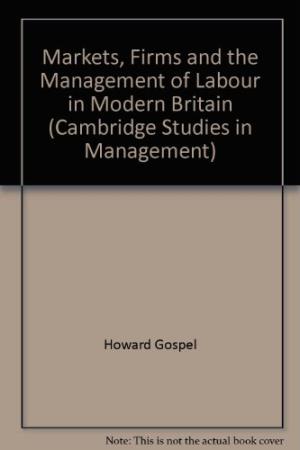 Markets, Firms and the
Management of Labour
in Modern Britain
(Cambridge Studies in
Management)
Howard Gospel
Note: This is not the actual book cover